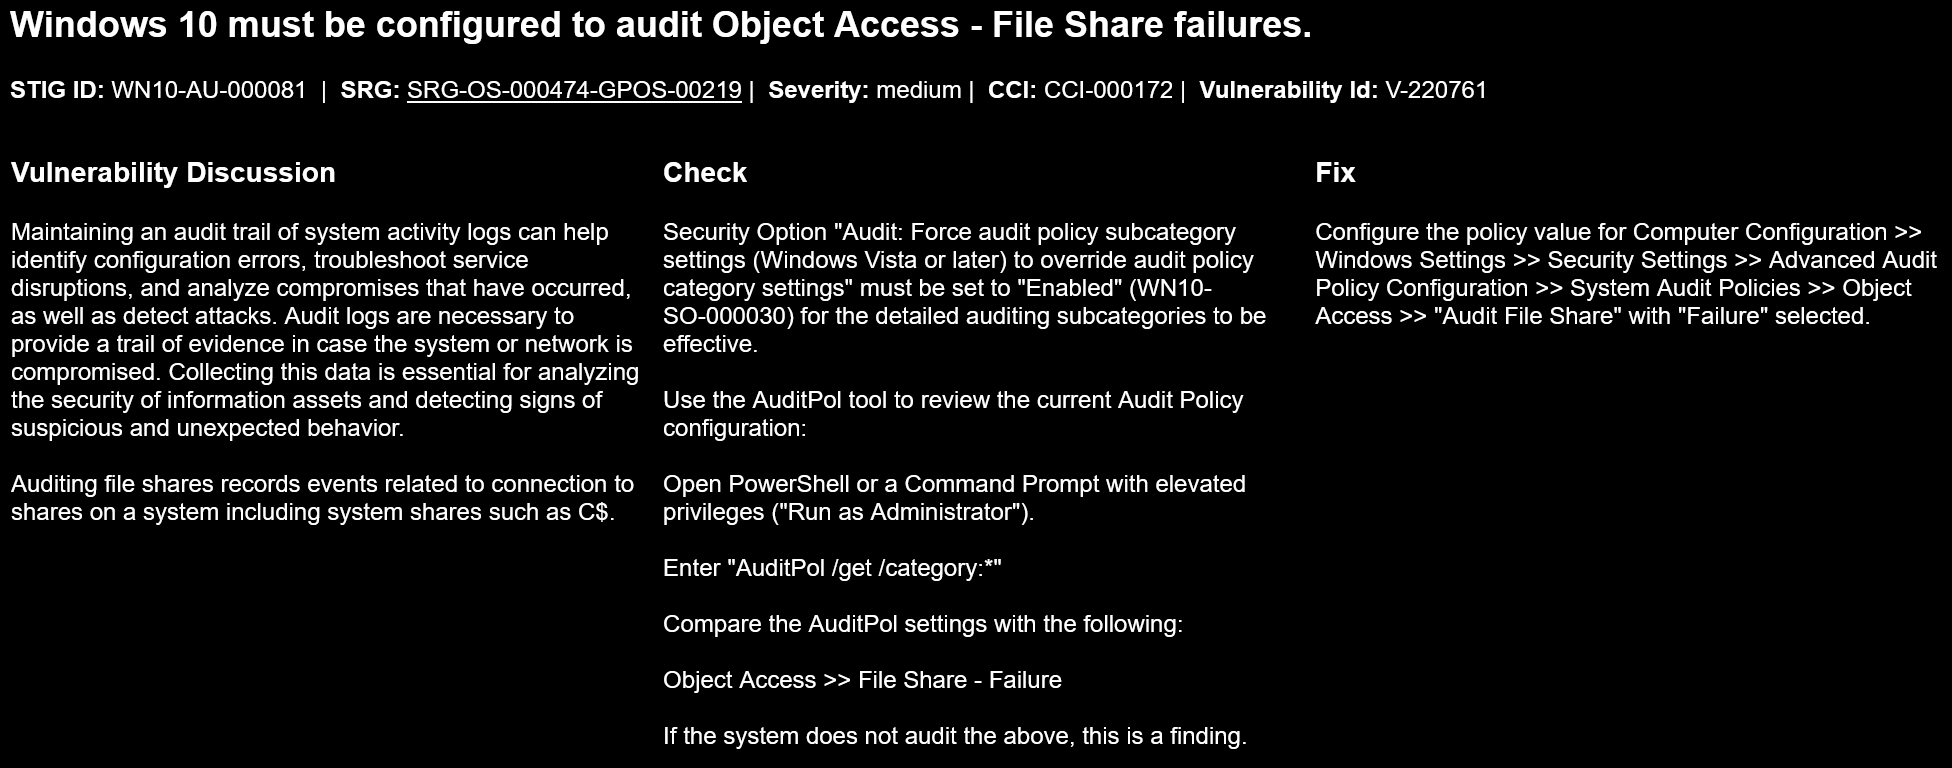 Windows 10 must be configured to audit Object Access - File Share failures.
STIG ID: WN10-AU-000081 | SRG: SRG-OS-000474-GPOS-00219 | Severity: medium | CCI: CCI-000172 | Vulnerability Id: V-220761
Vulnerability Discussion
Maintaining an audit trail of system activity logs can help
identify configuration errors, troubleshoot service
disruptions, and analyze compromises that have occurred,
as well as detect attacks. Audit logs are necessary to
provide a trail of evidence in case the system or network is
compromised. Collecting this data is essential for analyzing
the security of information assets and detecting signs of
suspicious and unexpected behavior.
Auditing file shares records events related to connection to
shares on a system including system shares such as C$.
Check
Security Option "Audit: Force audit policy subcategory
settings (Windows Vista or later) to override audit policy
category settings" must be set to "Enabled" (WN10-
SO-000030) for the detailed auditing subcategories to be
effective.
Use the AuditPol tool to review the current Audit Policy
configuration:
Open PowerShell or a Command Prompt with elevated
privileges ("Run as Administrator").
Enter "AuditPol /get /category:*"
Compare the AuditPol settings with the following:
Object Access >> File Share - Failure
If the system does not audit the above, this is a finding.
Fix
Configure the policy value for Computer Configuration >>
Windows Settings >> Security Settings >> Advanced Audit
Policy Configuration >> System Audit Policies >> Object
Access >> "Audit File Share" with "Failure" selected.